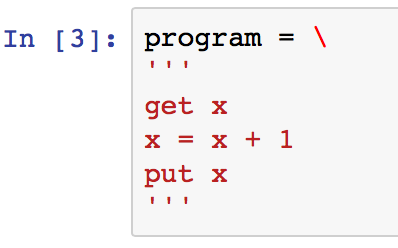 In [3]: program = \
'''
get x
x = x + 1
put x
'''